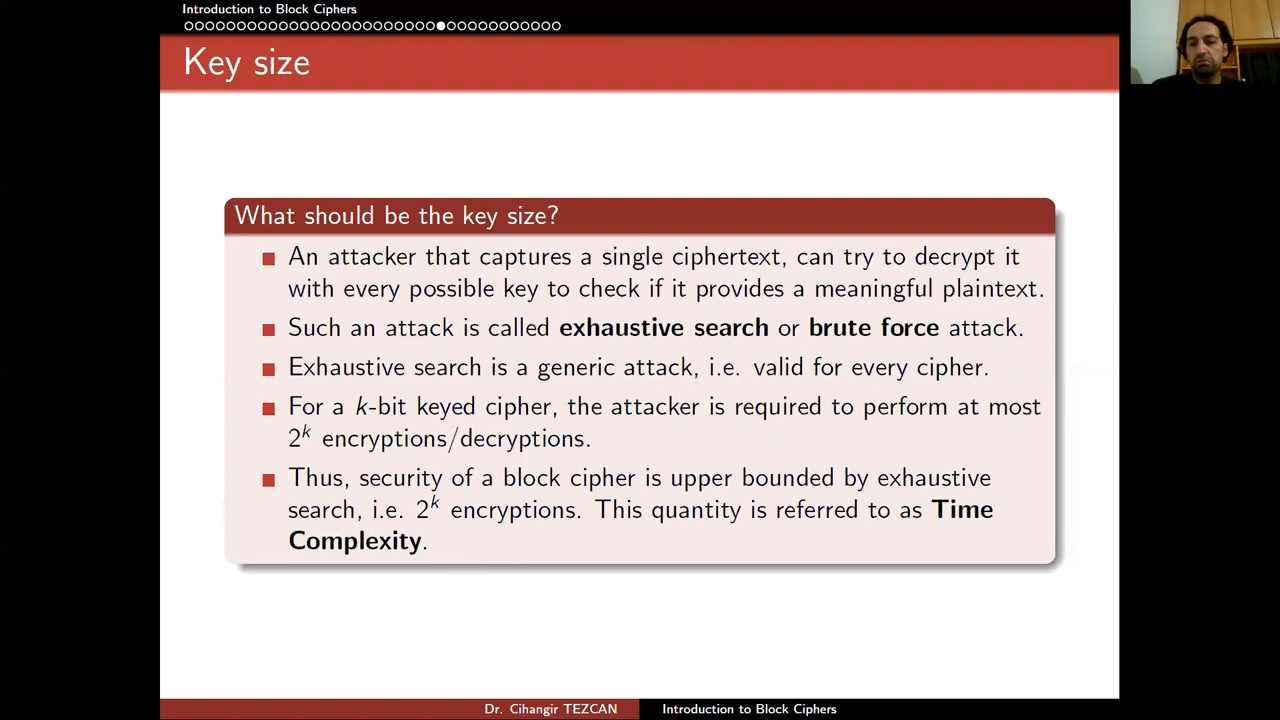 Introduction to Block Ciphers
Key size
What should be the key size?
An attacker that captures a single ciphertext, can try to decrypt it
with every possible key to check if it provides a meaningful plaintext.
Such an attack is called exhaustive search or brute force attack.
Exhaustive search is a generic attack, i.e. valid for every cipher.
For a k-bit keyed cipher, the attacker is required to perform at most
2^k encryptions/decryptions.
Thus, security of a block cipher is upper bounded by exhaustive
search, i.e. 2^k encryptions. This quantity is referred to as Time
Complexity.
Dr. Cihangir TEZCAN Introduction to Block Ciphers